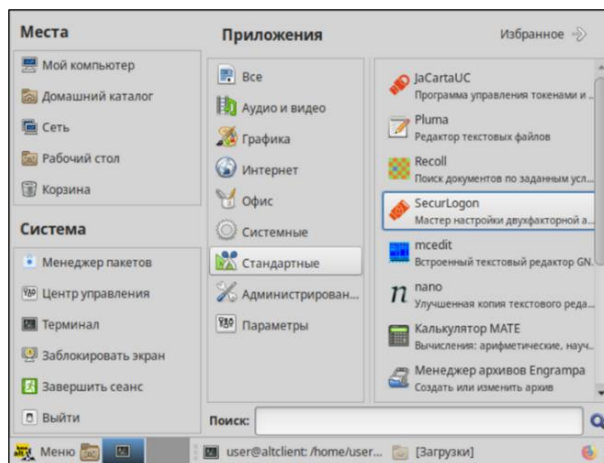 Места
Мой компьютер
Домашний каталог
Сеть
Рабочий стол
Корзина
Система
Менеджер пакетов
Центр управления
Терминал
Заблокировать экран
Завершить сеанс
Выйти
Приложения
Избранное
Все
Аудио и видео
Графика
Интернет
Офис
Системные
Стандартные
Администрирован...
Параметры
JaCartaUC
Программа управления токенами и ...
Pluma
Редактор текстовых файлов
Recoll
Поиск документов по заданным усл...
SecurLogon
Мастер настройки двухфакторной а...
mcedit
Встроенный текстовый редактор GN...
nano
Улучшенная копия текстового реда...
Калькулятор MATE
Вычисления: арифметические, науч...
Менеджер архивов Engrampa
Создать или изменить архив
Поиск:
Меню
user@altclient: /home/user...
[Загрузки]